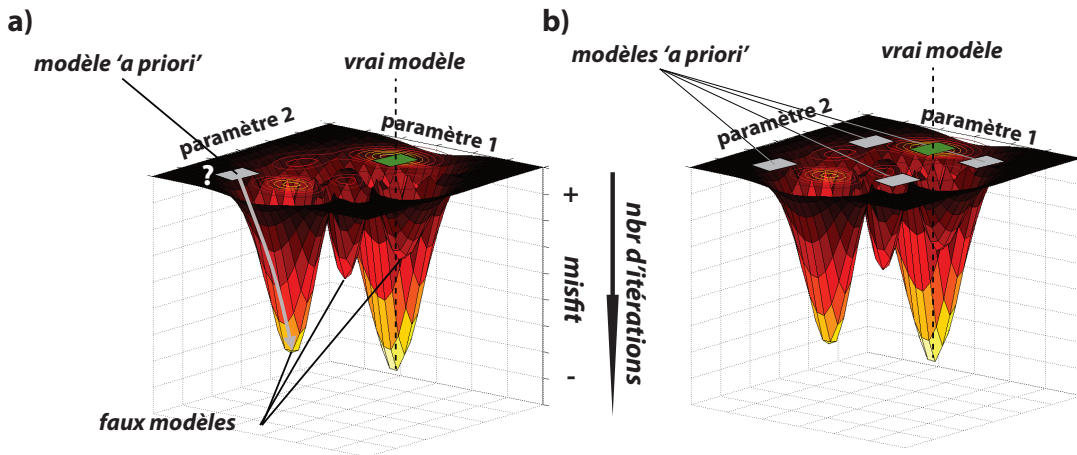 a)
modèle ‘a priori’
vrai modèle
paramètre 2
paramètre 1
?
+
misfit
-
faux modèles
nbr d’itérations
b)
modèles ‘a priori’
vrai modèle
paramètre 2
paramètre 1